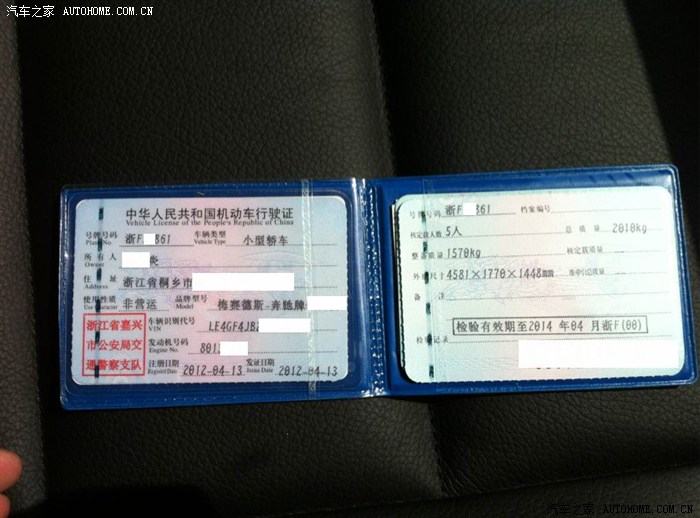 汽车之家 AUTOHOME.COM.CN
中华人民共和国机动车行驶证
Vehicle License of the People's Republic of China
号牌号码 浙F 861 车辆类型 小型轿车
Plate No. Vehicle Type
所有人 炎
Owner
住址 浙江省桐乡市
Address
使用性质 非营运 品牌型号 梅赛德斯-奔驰牌
Use Character Model
浙江省嘉兴
市公安局交
通警察支队
车辆识别代号 LE4GF4JB2
VIN
发动机号码 801
Engine No.
注册日期 2012-04-13 发证日期 2012-04-13
Register Date Issue Date
号牌号码 浙F 861 档案编号
核定载人数 5人 总质量 2010kg
整备质量 1570kg 核定载质量
外廓尺寸 4581×1770×1448mm 准牵引总质量
备注
检验有效期至2014年04月浙F(00)
检验记录
汽车之家 AUTOHOME.COM.CN